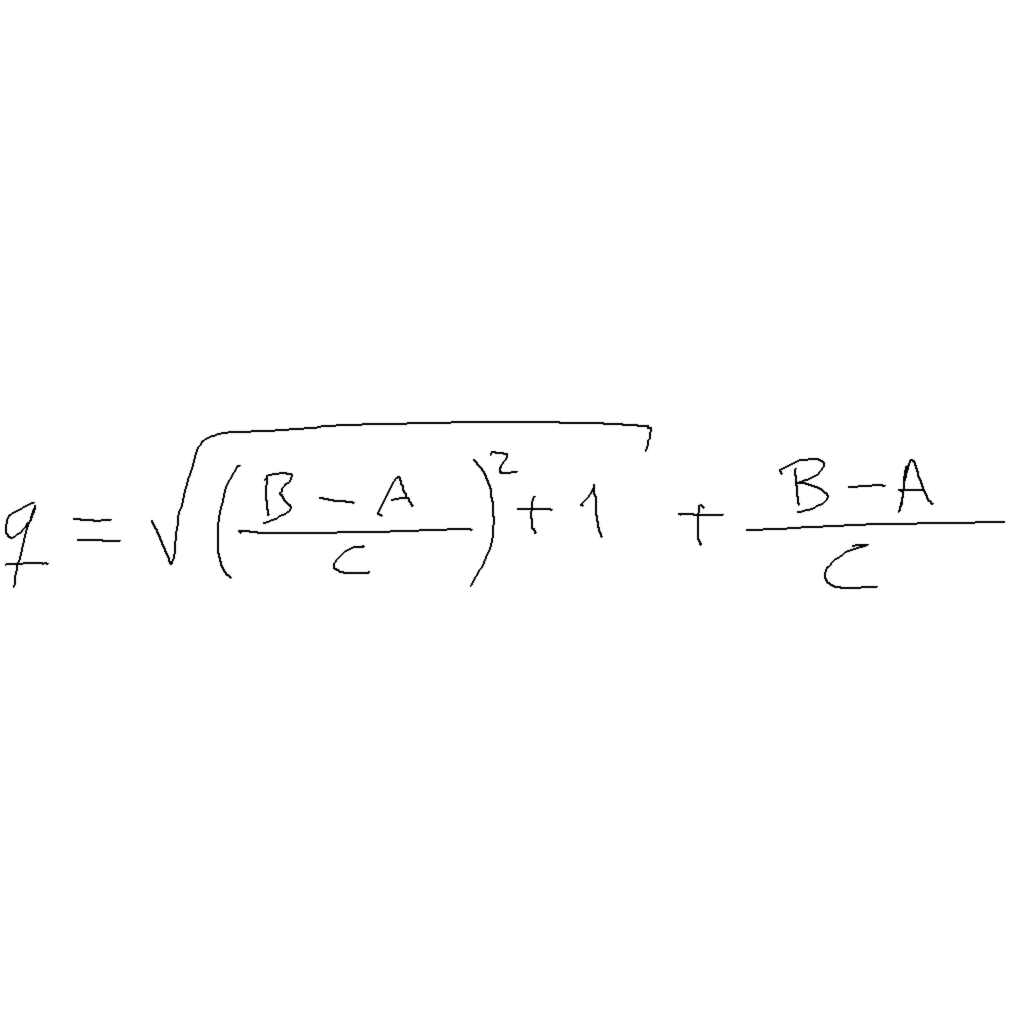 q = √((B-A)/C)² + 1) + (B-A)/C